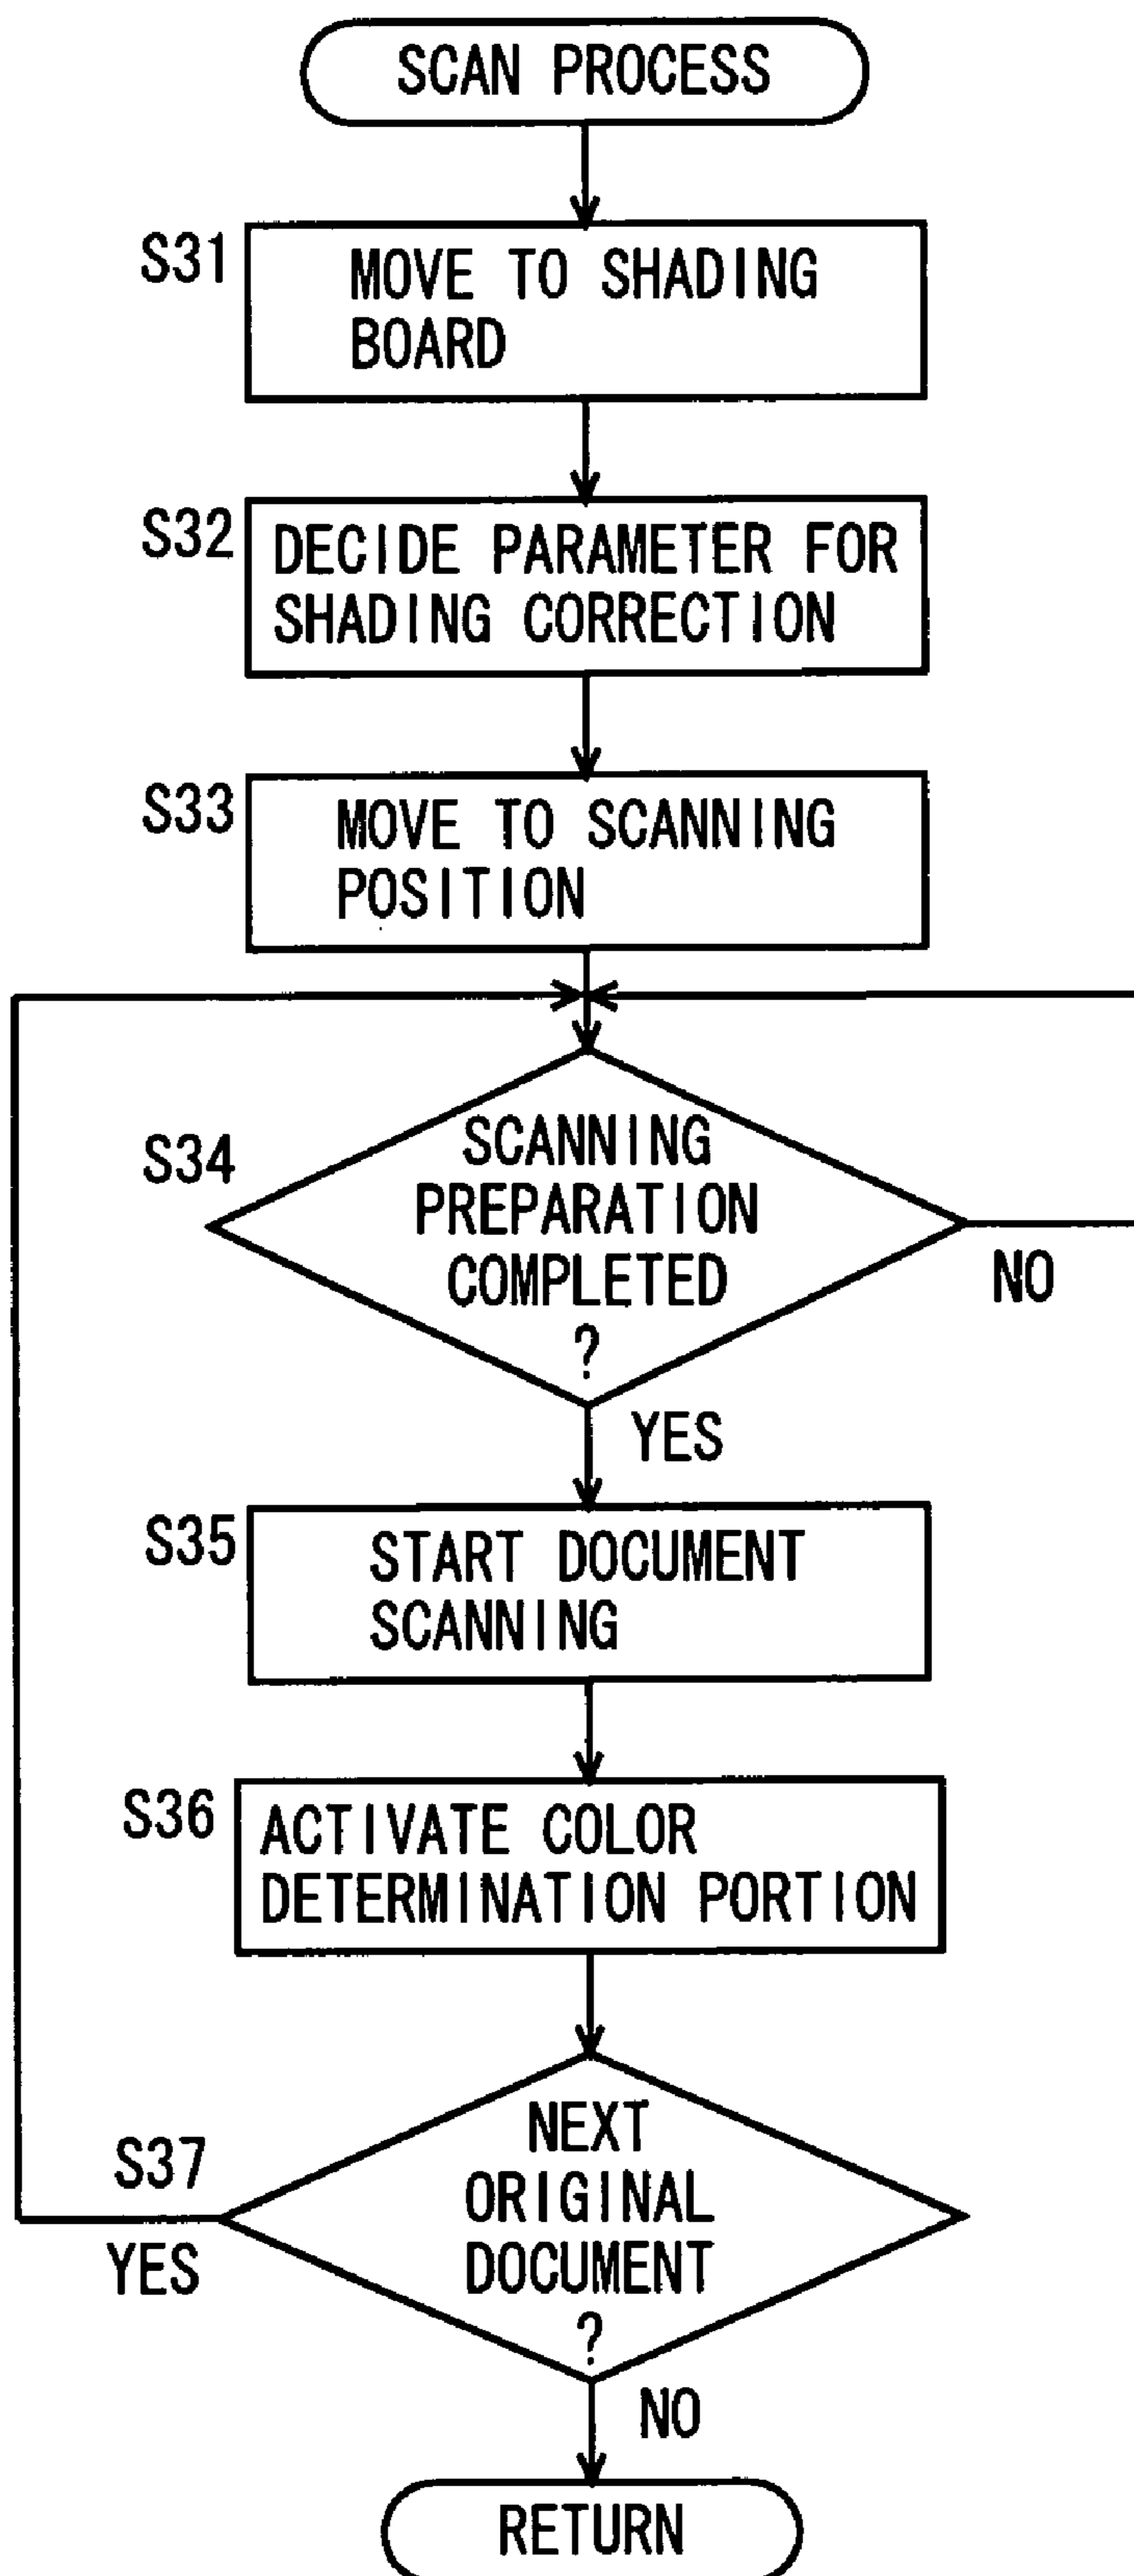 SCAN PROCESS
S31
MOVE TO SHADING
BOARD
S32
DECIDE PARAMETER FOR
SHADING CORRECTION
S33
MOVE TO SCANNING
POSITION
S34
SCANNING
PREPARATION
COMPLETED
?
NO
YES
S35
START DOCUMENT
SCANNING
S36
ACTIVATE COLOR
DETERMINATION PORTION
S37
NEXT
ORIGINAL
DOCUMENT
?
YES
NO
RETURN